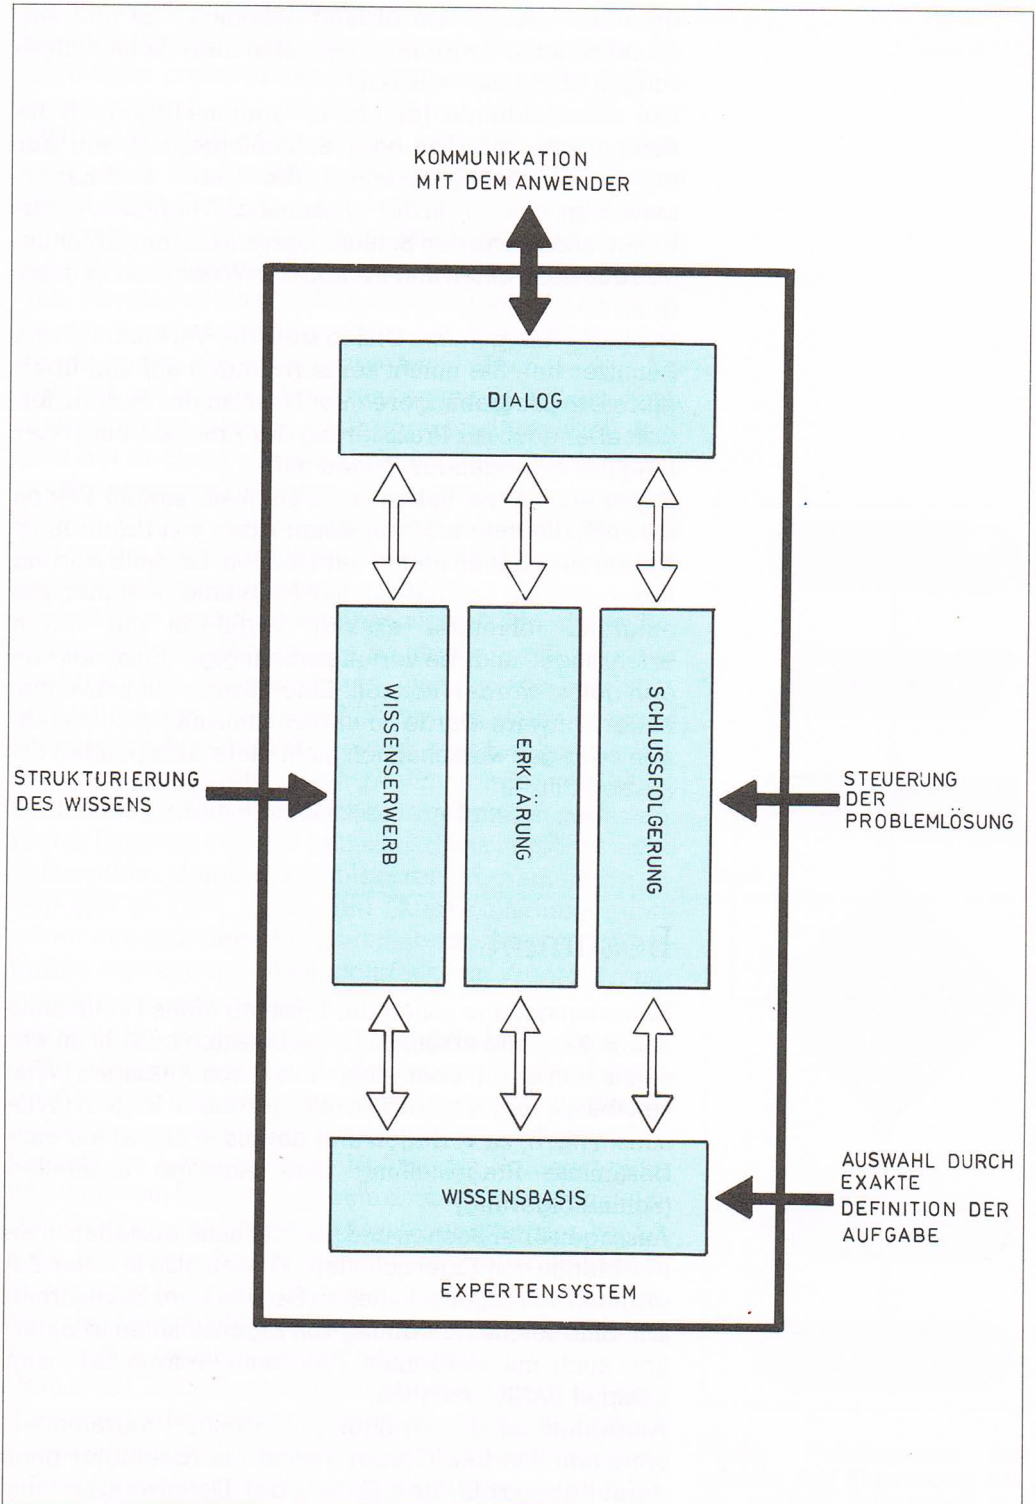 KOMMUNIKATION
MIT DEM ANWENDER
DIALOG
WISSENSERWERB
ERKLÄRUNG
SCHLUSSFOLGERUNG
STRUKTURIERUNG
DES WISSENS
STEUERUNG
DER
PROBLEMLÖSUNG
WISSENSBASIS
AUSWAHL DURCH
EXAKTE
DEFINITION DER
AUFGABE
EXPERTENSYSTEM